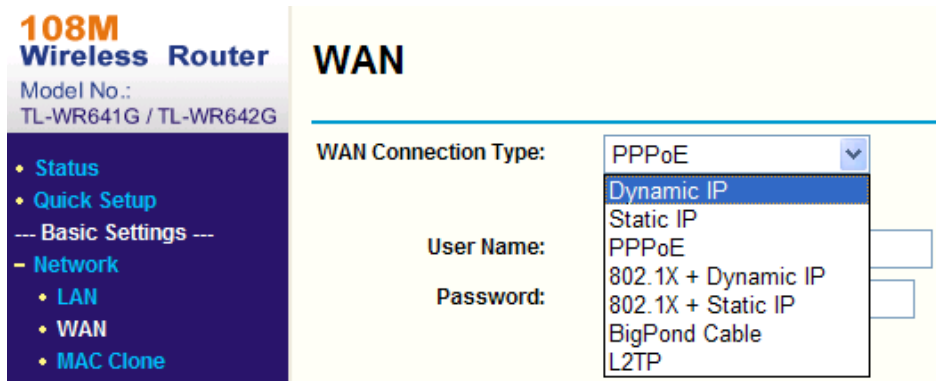 108M
Wireless Router
Model No.:
TL-WR641G / TL-WR642G
• Status
• Quick Setup
--- Basic Settings ---
– Network
• LAN
• WAN
• MAC Clone
WAN
WAN Connection Type:
PPPoE
Dynamic IP
Static IP
PPPoE
802.1X + Dynamic IP
802.1X + Static IP
BigPond Cable
L2TP
User Name:
Password: